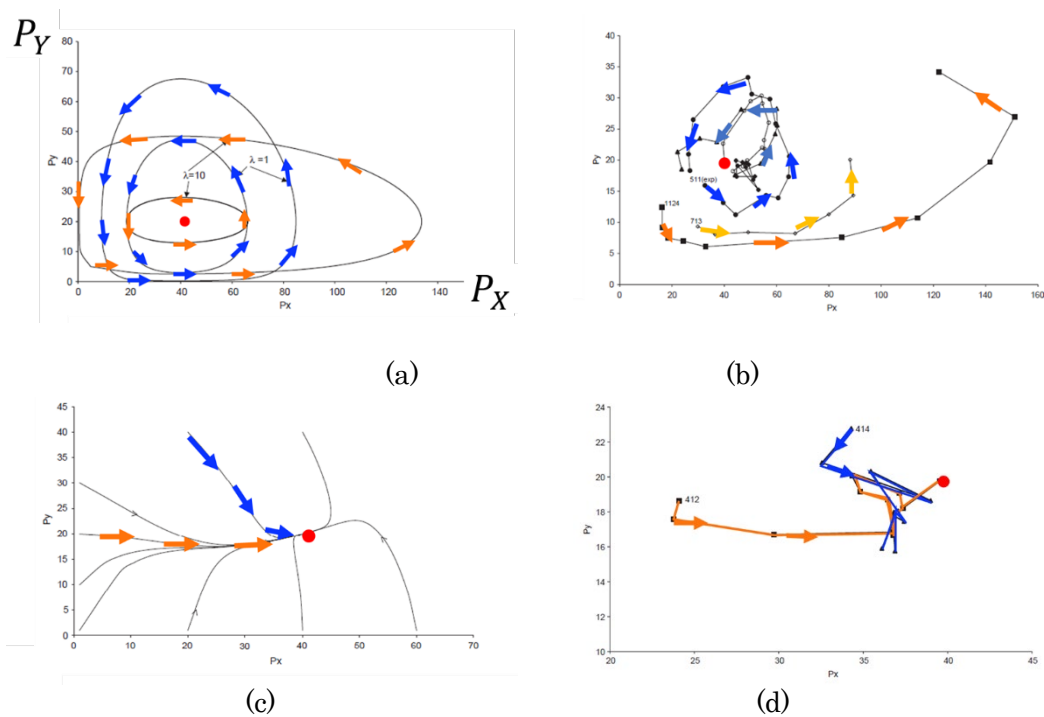 P_Y
80
70
60
50
40
30
20
10
0
Py
λ=1
λ=10
0 20 40 60 80 100 120 140
Px
P_X
(a)
40
35
30
25
20
15
10
5
0
Py
511(exp)
1124
713
0 20 40 60 80 100 120 140 160
Px
(b)
45
40
35
30
25
20
15
10
5
0
Py
0 10 20 30 40 50 60 70
Px
(c)
24
22
20
18
16
14
12
10
Py
414
412
20 25 30 35 40 45
Px
(d)